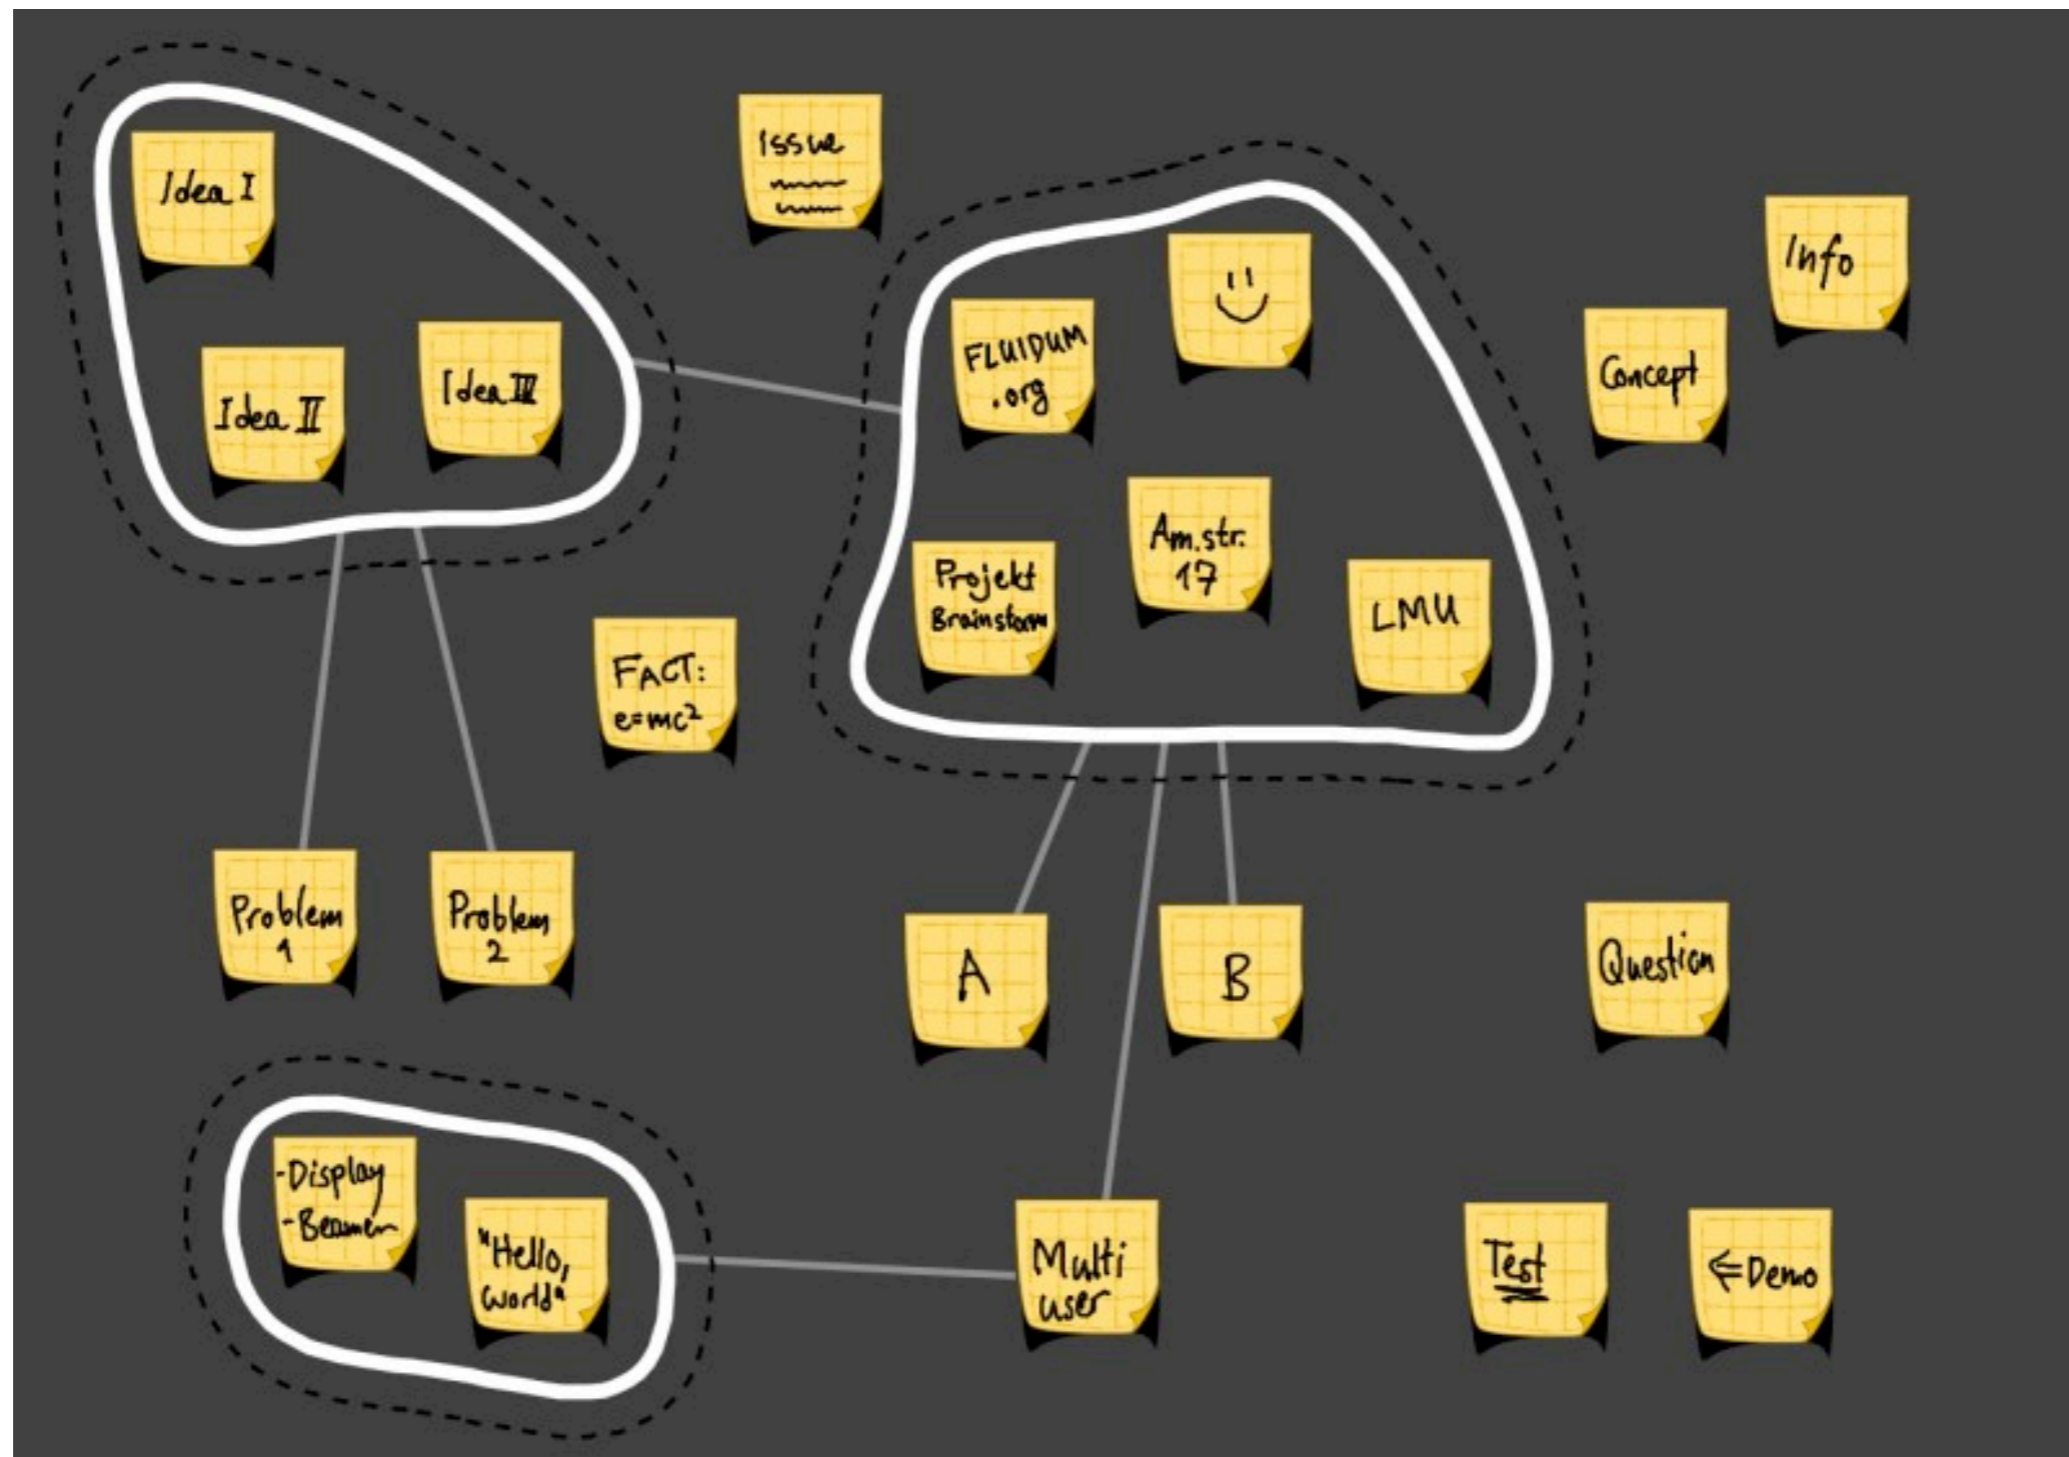 Idea I
Idea II
Idea III
Issue
FLUIDUM
.org
Projekt
Brainstorm
Am.str.
17
LMU
Concept
Info
FACT:
e=mc²
Problem
1
Problem
2
A
B
Question
-Display
-Beamer
"Hello,
world"
Multi
user
Test
⇐Demo